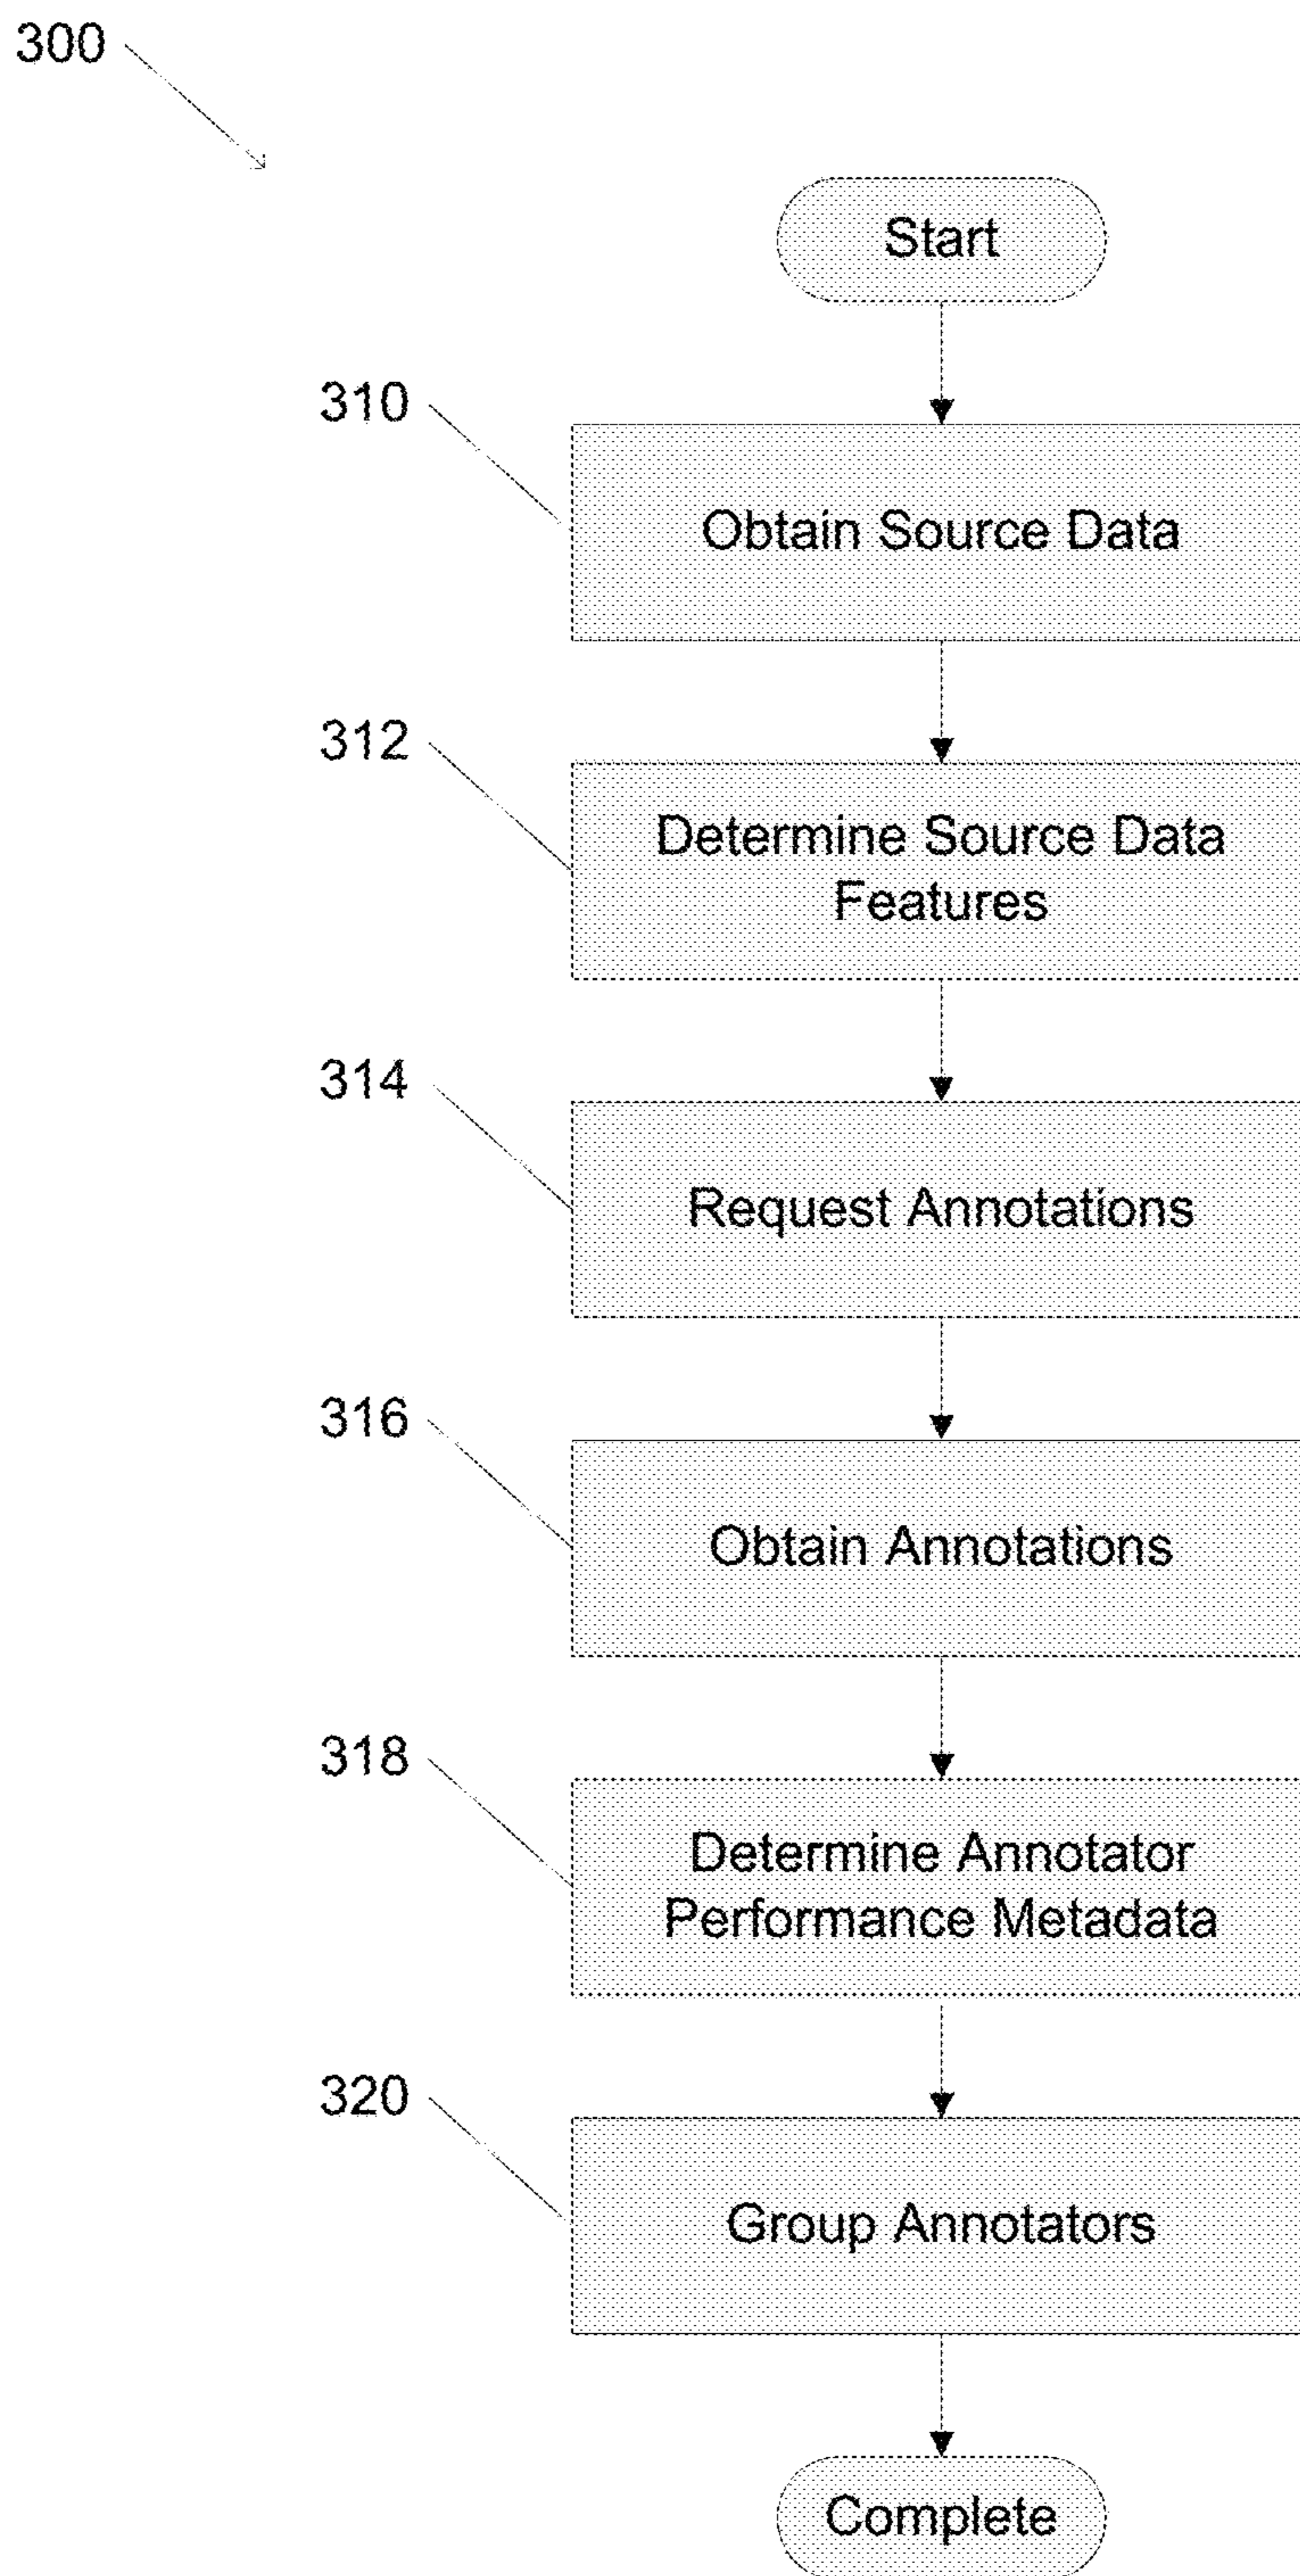 300
Start
310
Obtain Source Data
312
Determine Source Data
Features
314
Request Annotations
316
Obtain Annotations
318
Determine Annotator
Performance Metadata
320
Group Annotators
Complete